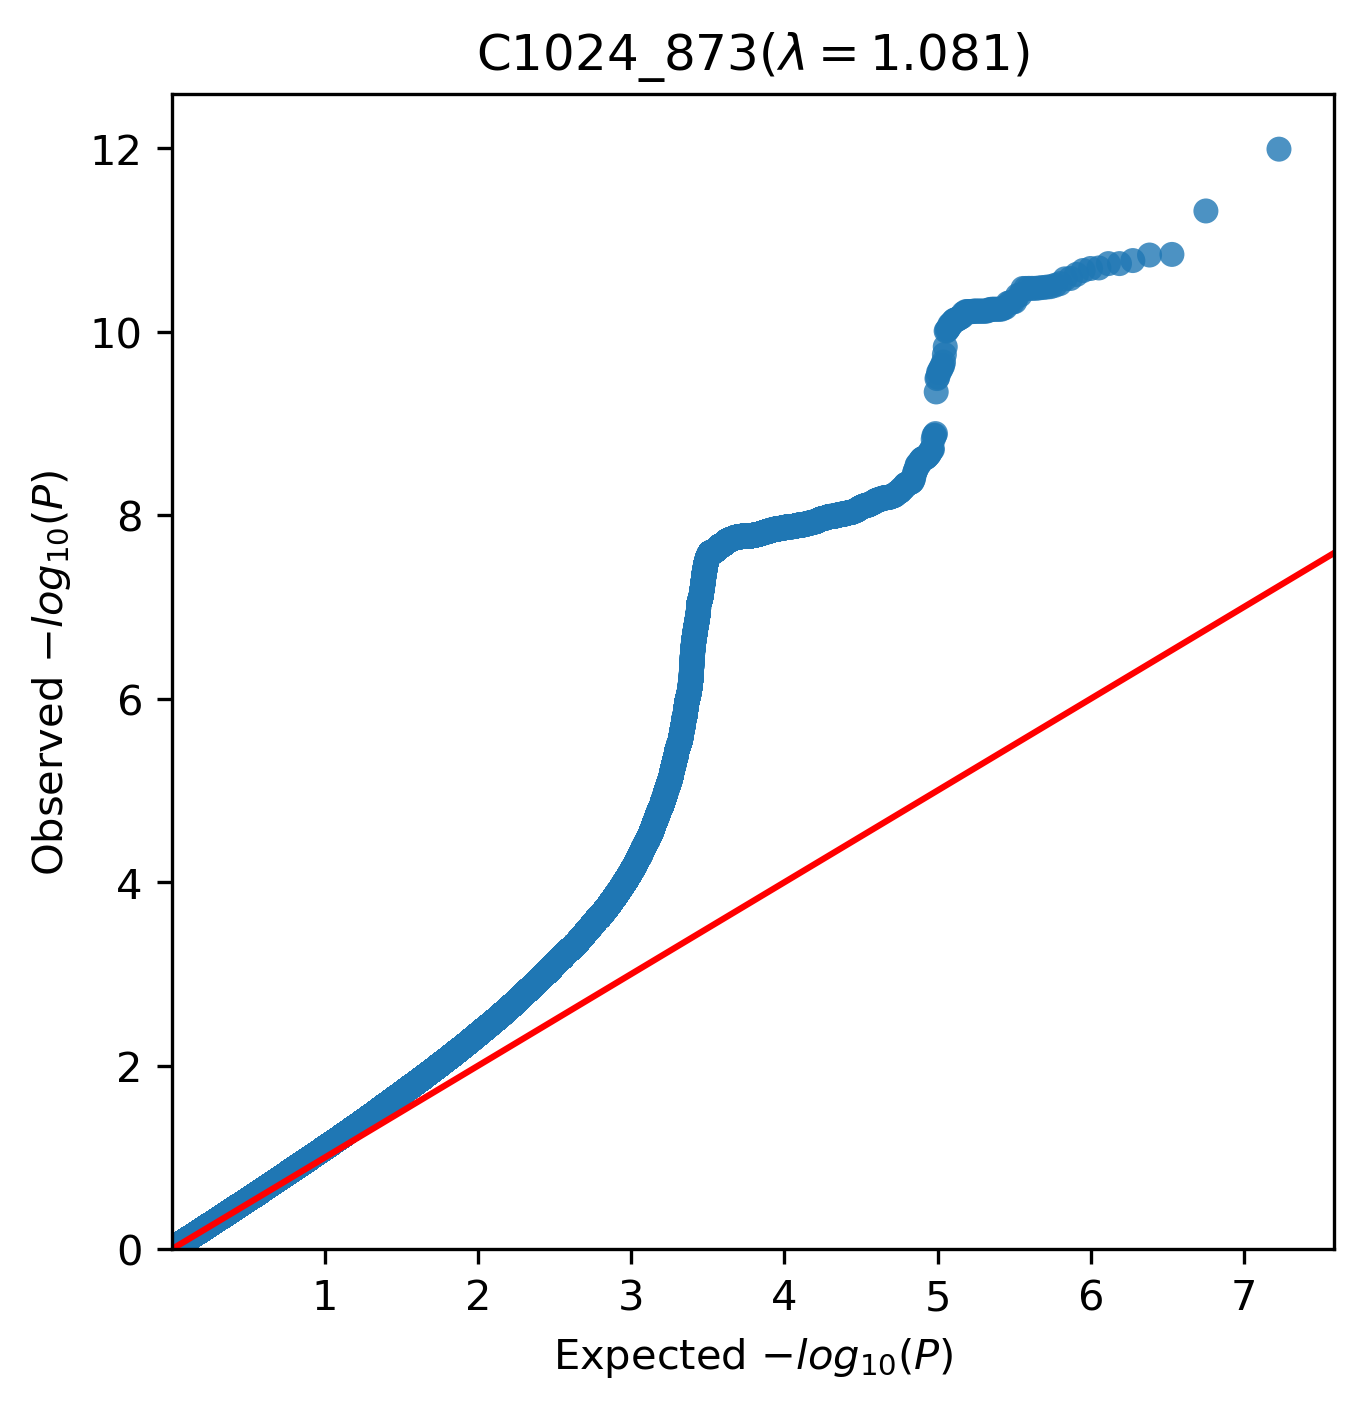 C1024_873(λ = 1.081)
12
10
8
6
4
2
0
Observed −log₁₀(P)
1 2 3 4 5 6 7
Expected −log₁₀(P)